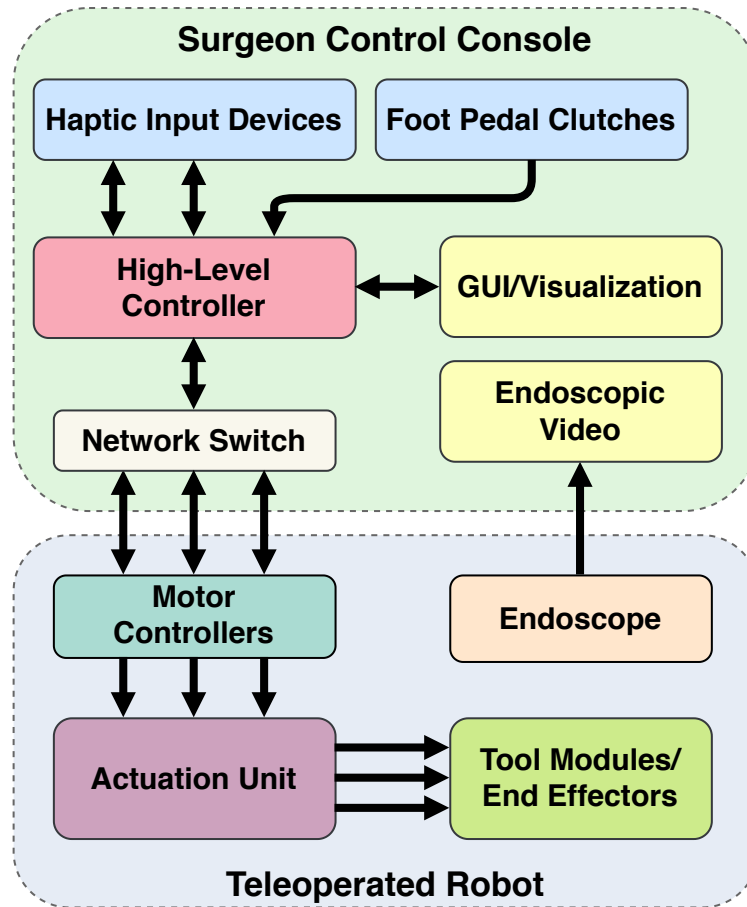 Surgeon Control Console
Haptic Input Devices
Foot Pedal Clutches
High-Level
Controller
GUI/Visualization
Endoscopic
Video
Network Switch
Motor
Controllers
Endoscope
Actuation Unit
Tool Modules/
End Effectors
Teleoperated Robot